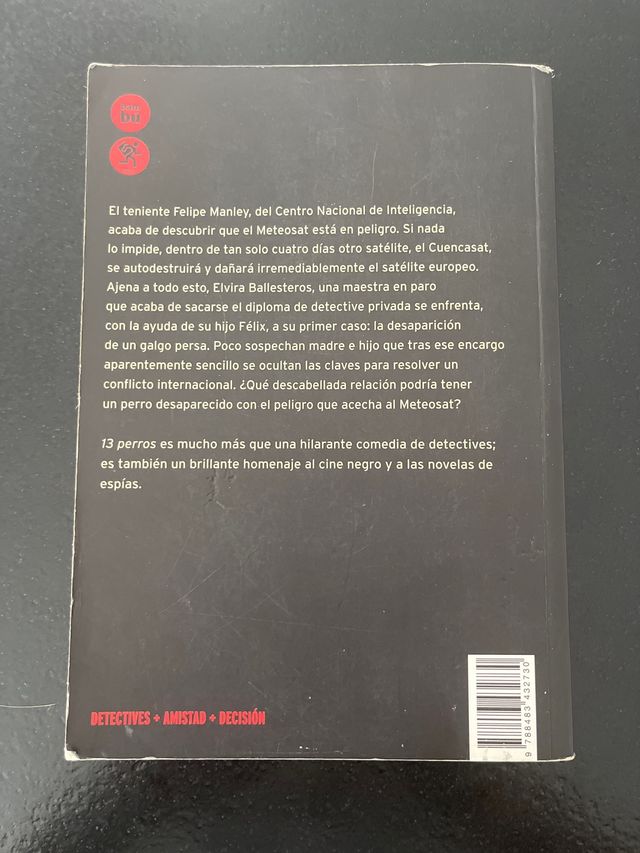 bam
bú
El teniente Felipe Manley, del Centro Nacional de Inteligencia,
acaba de descubrir que el Meteosat está en peligro. Si nada
lo impide, dentro de tan solo cuatro días otro satélite, el Cuencasat,
se autodestruirá y dañará irremediablemente el satélite europeo.
Ajena a todo esto, Elvira Ballesteros, una maestra en paro
que acaba de sacarse el diploma de detective privada se enfrenta,
con la ayuda de su hijo Félix, a su primer caso: la desaparición
de un galgo persa. Poco sospechan madre e hijo que tras ese encargo
aparentemente sencillo se ocultan las claves para resolver un
conflicto internacional. ¿Qué descabellada relación podría tener
un perro desaparecido con el peligro que acecha al Meteosat?
13 perros es mucho más que una hilarante comedia de detectives;
es también un brillante homenaje al cine negro y a las novelas de
espías.
DETECTIVES + AMISTAD + DECISIÓN
9 788483 432730